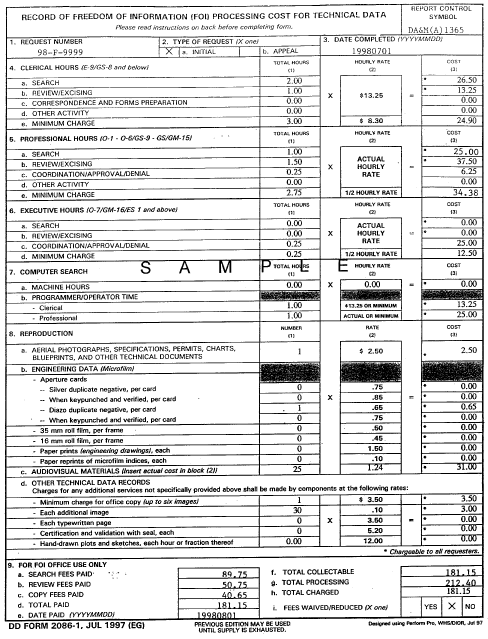 RECORD OF FREEDOM OF INFORMATION (FOI) PROCESSING COST FOR TECHNICAL DATA
Please read instructions on back before completing form.
REPORT CONTROL SYMBOL
DA&M(A)1365
1. REQUEST NUMBER
98-F-9999
2. TYPE OF REQUEST (X one)
X a. INITIAL b. APPEAL
3. DATE COMPLETED (YYYYMMDD)
19980701
4. CLERICAL HOURS (E-9/GS-8 and below) TOTAL HOURS (1) HOURLY RATE (2) COST (3)
a. SEARCH 2.00 * 26.50
b. REVIEW/EXCISING 1.00 * 13.25
c. CORRESPONDENCE AND FORMS PREPARATION 0.00 X $13.25 = 0.00
d. OTHER ACTIVITY 0.00 0.00
e. MINIMUM CHARGE 3.00 $ 8.30 24.90
5. PROFESSIONAL HOURS (O-1 - O-6/GS-9 - GS/GM-15) TOTAL HOURS (1) HOURLY RATE (2) COST (3)
a. SEARCH 1.00 * 25.00
b. REVIEW/EXCISING 1.50 * 37.50
c. COORDINATION/APPROVAL/DENIAL 0.25 X ACTUAL HOURLY RATE = 6.25
d. OTHER ACTIVITY 0.00 0.00
e. MINIMUM CHARGE 2.75 1/2 HOURLY RATE 34.38
6. EXECUTIVE HOURS (O-7/GM-16/ES 1 and above) TOTAL HOURS (1) HOURLY RATE (2) COST (3)
a. SEARCH 0.00 * 0.00
b. REVIEW/EXCISING 0.00 X ACTUAL HOURLY RATE = * 0.00
c. COORDINATION/APPROVAL/DENIAL 0.25 25.00
d. MINIMUM CHARGE 0.25 1/2 HOURLY RATE 12.50
S A M P L E
7. COMPUTER SEARCH TOTAL HOURS (1) HOURLY RATE (2) COST (3)
a. MACHINE HOURS 0.00 X 0.00 = * 0.00
b. PROGRAMMER/OPERATOR TIME
- Clerical 1.00 $13.25 OR MINIMUM * 13.25
- Professional 1.00 ACTUAL OR MINIMUM * 25.00
8. REPRODUCTION NUMBER (1) RATE (2) COST (3)
a. AERIAL PHOTOGRAPHS, SPECIFICATIONS, PERMITS, CHARTS, BLUEPRINTS, AND OTHER TECHNICAL DOCUMENTS 1 $ 2.50 * 2.50
b. ENGINEERING DATA (Microfilm)
- Aperture cards
-- Silver duplicate negative, per card 0 .75 * 0.00
-- When keypunched and verified, per card 0 X .85 = * 0.00
-- Diazo duplicate negative, per card 1 .65 * 0.65
-- When keypunched and verified, per card 0 .75 * 0.00
- 35 mm roll film, per frame 0 .50 * 0.00
- 16 mm roll film, per frame 0 .45 * 0.00
- Paper prints (engineering drawings), each 0 1.50 * 0.00
- Paper reprints of microfilm indices, each 0 .10 * 0.00
c. AUDIOVISUAL MATERIALS (Insert actual cost in block (2)) 25 1.24 * 31.00
d. OTHER TECHNICAL DATA RECORDS
Charges for any additional services not specifically provided above shall be made by components at the following rates:
- Minimum charge for office copy (up to six images) 1 $ 3.50 * 3.50
- Each additional image 30 .10 * 3.00
- Each typewritten page 0 X 3.50 = * 0.00
- Certification and validation with seal, each 0 5.20 * 0.00
- Hand-drawn plots and sketches, each hour or fraction thereof 0.00 12.00 * 0.00
* Chargeable to all requesters.
9. FOR FOI OFFICE USE ONLY
a. SEARCH FEES PAID 89.75
b. REVIEW FEES PAID 50.75
c. COPY FEES PAID 40.65
d. TOTAL PAID 181.15
e. DATE PAID (YYYYMMDD) 19980801
f. TOTAL COLLECTABLE 181.15
g. TOTAL PROCESSING 212.40
h. TOTAL CHARGED 181.15
i. FEES WAIVED/REDUCED (X one) YES X NO
DD FORM 2086-1, JUL 1997 (EG)
PREVIOUS EDITION MAY BE USED
UNTIL SUPPLY IS EXHAUSTED.
Designed using Perform Pro, WHS/DIOR, Jul 97